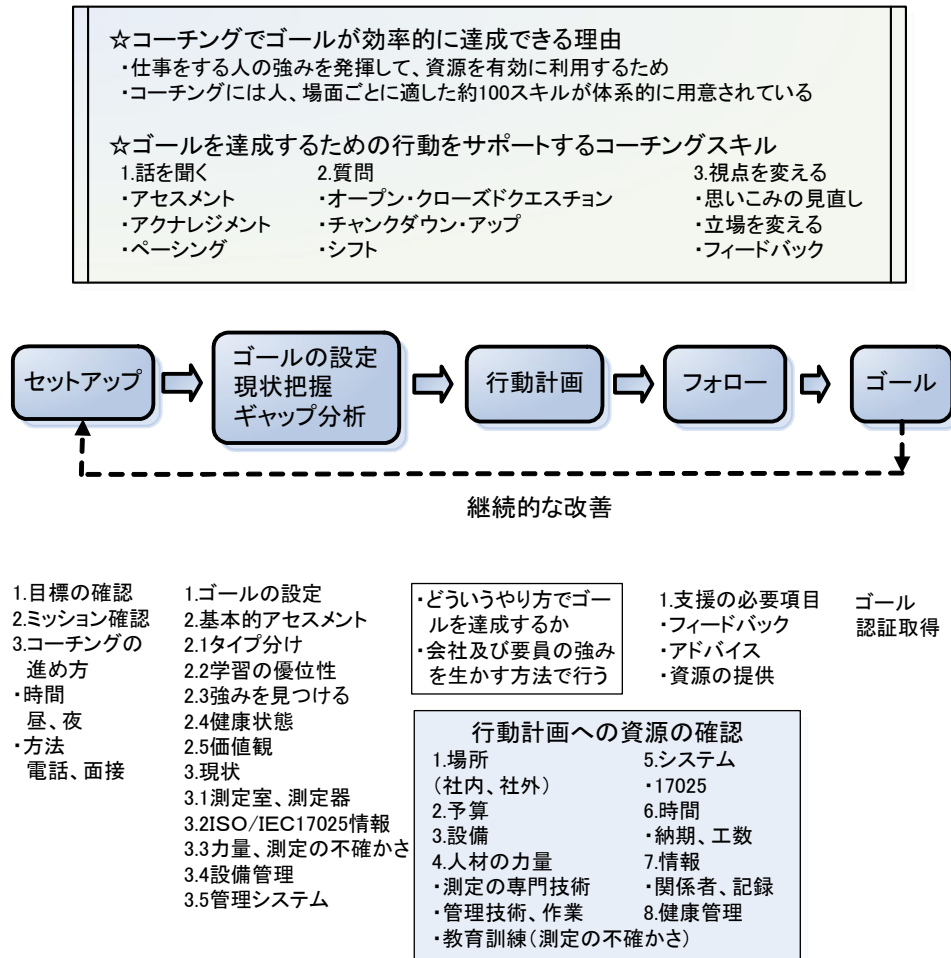 ☆コーチングでゴールが効率的に達成できる理由
・仕事をする人の強みを発揮して、資源を有効に利用するため
・コーチングには人、場面ごとに適した約100スキルが体系的に用意されている
☆ゴールを達成するための行動をサポートするコーチングスキル
1.話を聞く
・アセスメント
・アクナレジメント
・ペーシング
2.質問
・オープン・クローズドクエスチョン
・チャンクダウン・アップ
・シフト
3.視点を変える
・思いこみの見直し
・立場を変える
・フィードバック
セットアップ
ゴールの設定
現状把握
ギャップ分析
行動計画
フォロー
ゴール
継続的な改善
1.目標の確認
2.ミッション確認
3.コーチングの
進め方
・時間
昼、夜
・方法
電話、面接
1.ゴールの設定
2.基本的アセスメント
2.1タイプ分け
2.2学習の優位性
2.3強みを見つける
2.4健康状態
2.5価値観
3.現状
3.1測定室、測定器
3.2ISO/IEC17025情報
3.3力量、測定の不確かさ
3.4設備管理
3.5管理システム
・どういうやり方でゴー
ルを達成するか
・会社及び要員の強み
を生かす方法で行う
1.支援の必要項目
・フィードバック
・アドバイス
・資源の提供
ゴール
認証取得
行動計画への資源の確認
1.場所
(社内、社外)
2.予算
3.設備
4.人材の力量
・測定の専門技術
・管理技術、作業
・教育訓練(測定の不確かさ)
5.システム
・17025
6.時間
・納期、工数
7.情報
・関係者、記録
8.健康管理